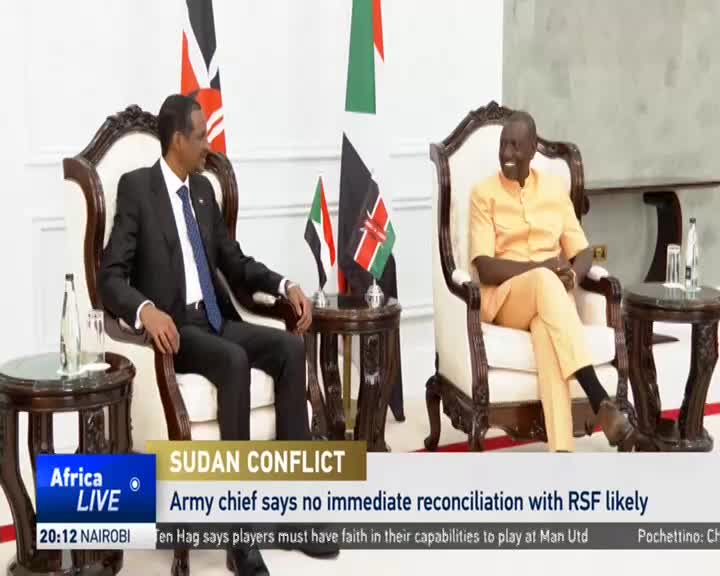 SUDAN CONFLICT
Africa
LIVE
Army chief says no immediate reconciliation with RSF likely
20:12 NAIROBI
Ten Hag says players must have faith in their capabilities to play at Man Utd Pochettino: Ch